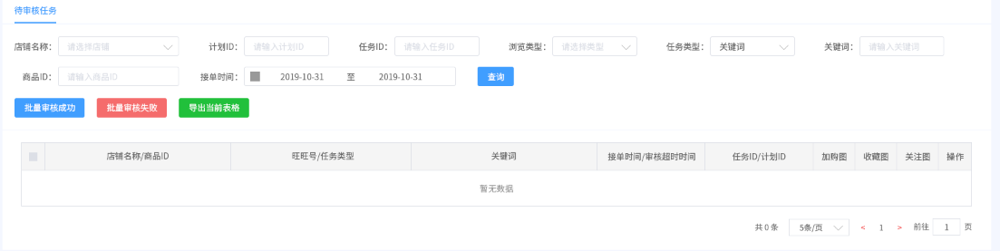 待审核任务
店铺名称: 请选择店铺 计划ID: 请输入计划ID 任务ID: 请输入任务ID 浏览类型: 请选择类型 任务类型: 关键词 关键词: 请输入关键词
商品ID: 请输入商品ID 接单时间: 2019-10-31 至 2019-10-31 查询
批量审核成功 批量审核失败 导出当前表格
店铺名称/商品ID 旺旺号/任务类型 关键词 接单时间/审核超时时间 任务ID/计划ID 加购图 收藏图 关注图 操作
暂无数据
共 0 条 5条/页 < 1 > 前往 1 页